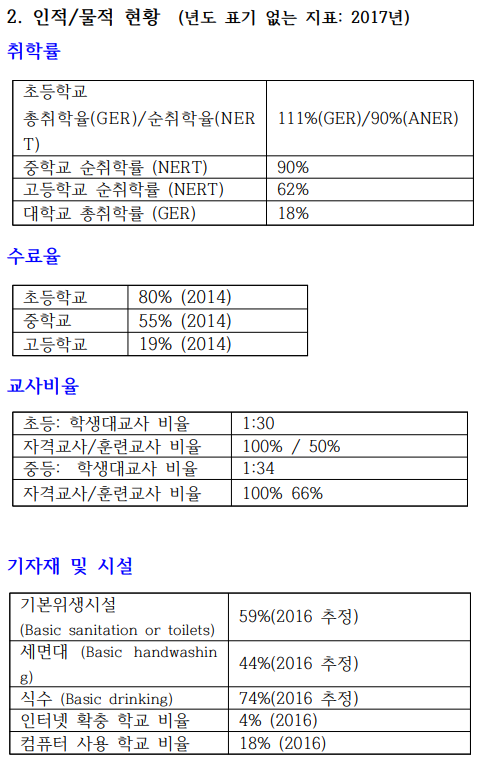 2. 인적/물적 현황 (년도 표기 없는 지표: 2017년)
취학률
초등학교
총취학율(GER)/순취학율(NER
T)
111%(GER)/90%(ANER)
중학교 순취학률 (NERT) 90%
고등학교 순취학률 (NERT) 62%
대학교 총취학률 (GER) 18%
수료율
초등학교 80% (2014)
중학교 55% (2014)
고등학교 19% (2014)
교사비율
초등: 학생대교사 비율 1:30
자격교사/훈련교사 비율 100% / 50%
중등: 학생대교사 비율 1:34
자격교사/훈련교사 비율 100% 66%
기자재 및 시설
기본위생시설
(Basic sanitation or toilets)
59%(2016 추정)
세면대 (Basic handwashin
g)
44%(2016 추정)
식수 (Basic drinking) 74%(2016 추정)
인터넷 확충 학교 비율 4% (2016)
컴퓨터 사용 학교 비율 18% (2016)